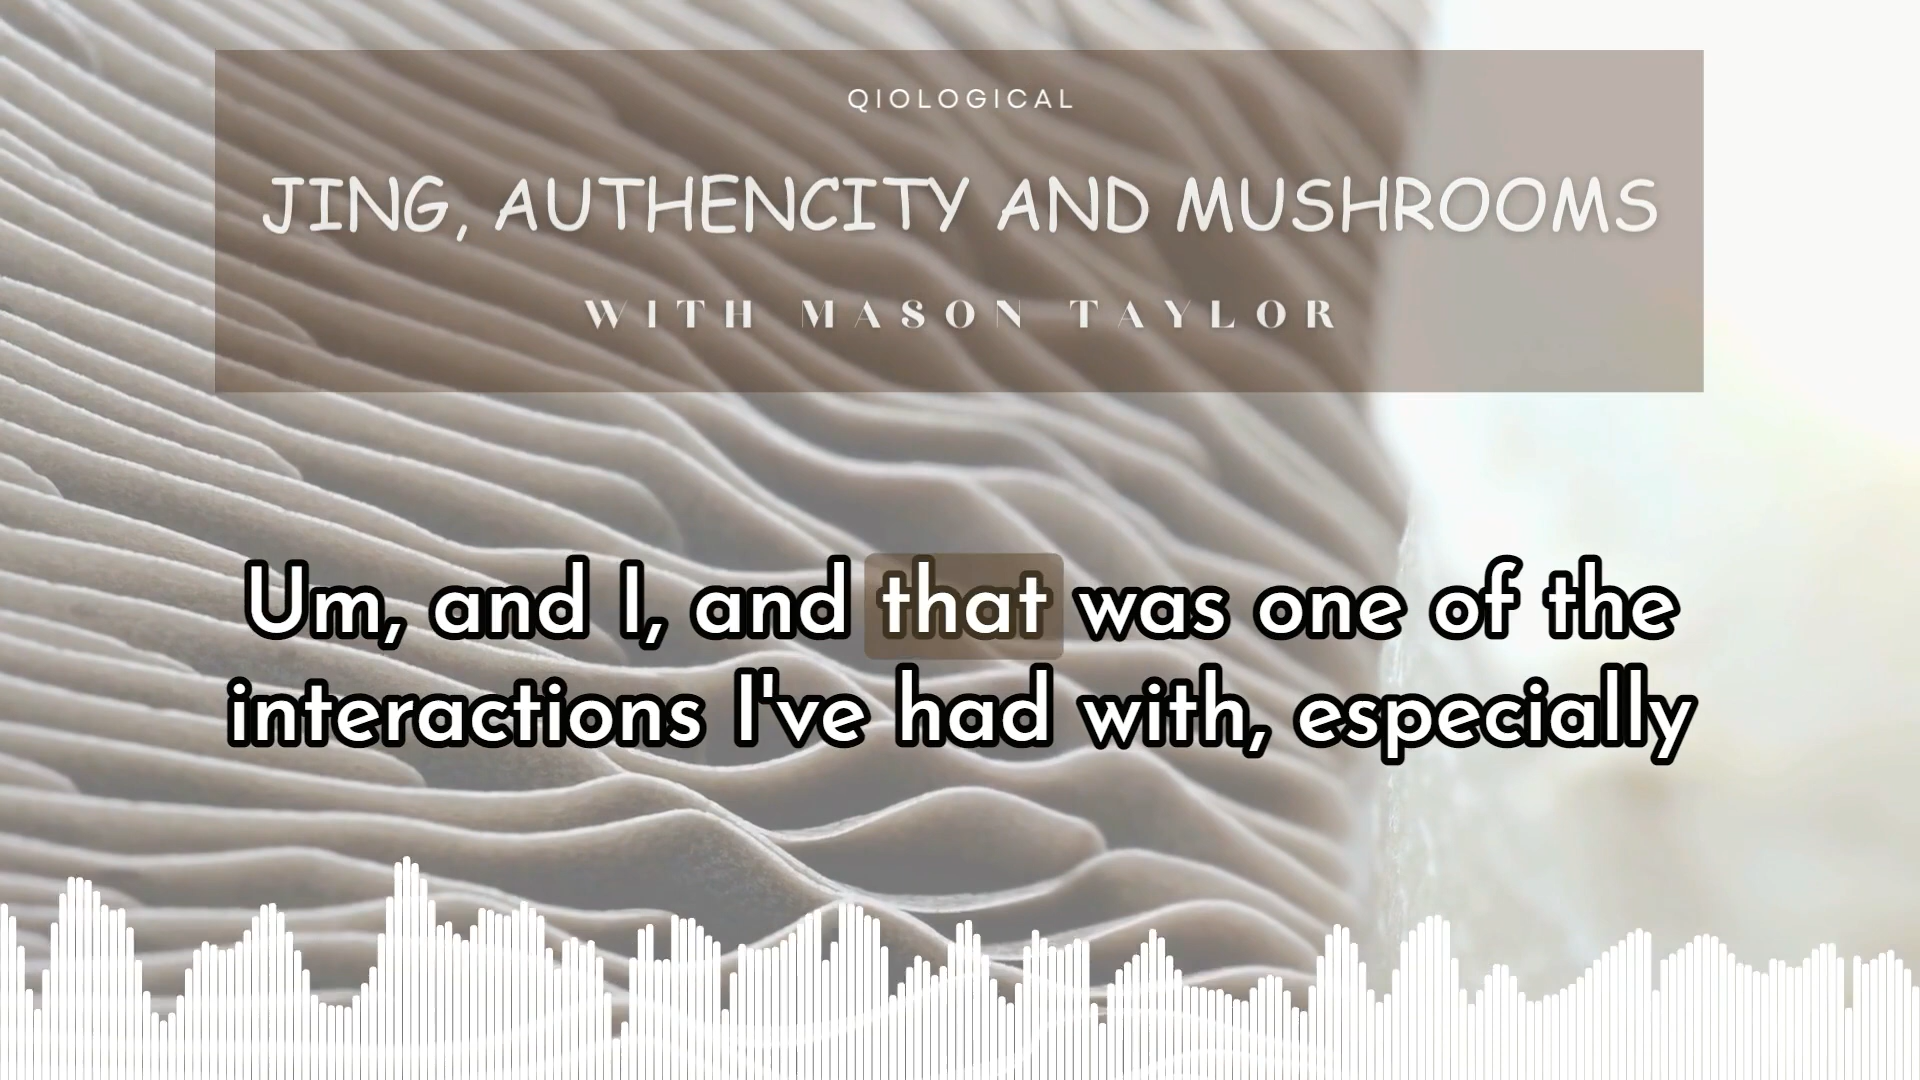 QIOLOGICAL
JING, AUTHENCITY AND MUSHROOMS
WITH MASON TAYLOR
Um, and I, and that was one of the
interactions I've had with, especially